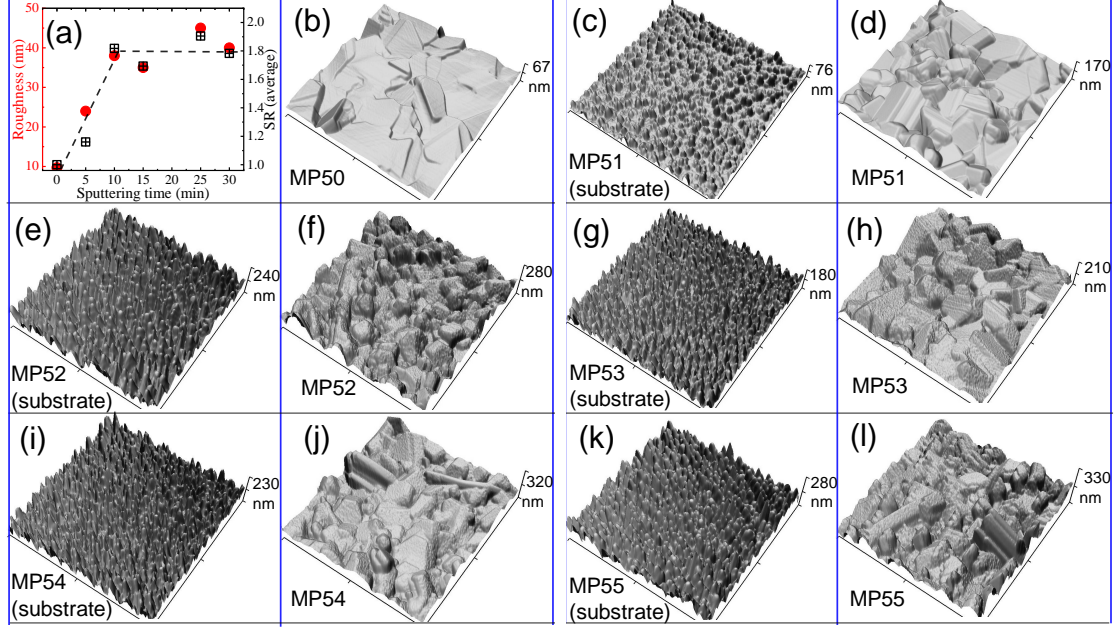 (a)
Roughness (nm)
50
40
30
20
10
2.0
1.8
1.6
1.4
1.2
1.0
SR (average)
0 5 10 15 20 25 30
Sputtering time (min)
(b)
67
nm
MP50
(c)
76
nm
MP51
(substrate)
(d)
170
nm
MP51
(e)
240
nm
MP52
(substrate)
(f)
280
nm
MP52
(g)
180
nm
MP53
(substrate)
(h)
210
nm
MP53
(i)
230
nm
MP54
(substrate)
(j)
320
nm
MP54
(k)
280
nm
MP55
(substrate)
(l)
330
nm
MP55